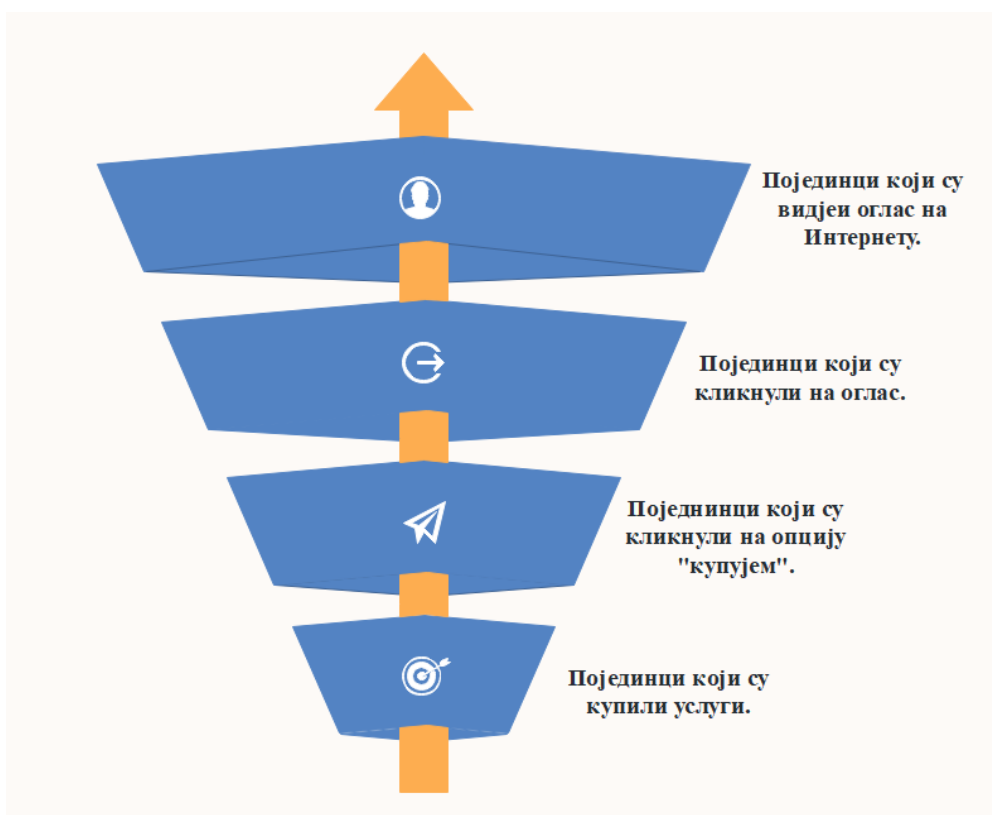 Појединци који су
видјеи оглас на
Интернету.
Појединци који су
кликнули на оглас.
Поједнинци који су
кликнули на опцију
"купујем".
Појединци који су
купили услуги.